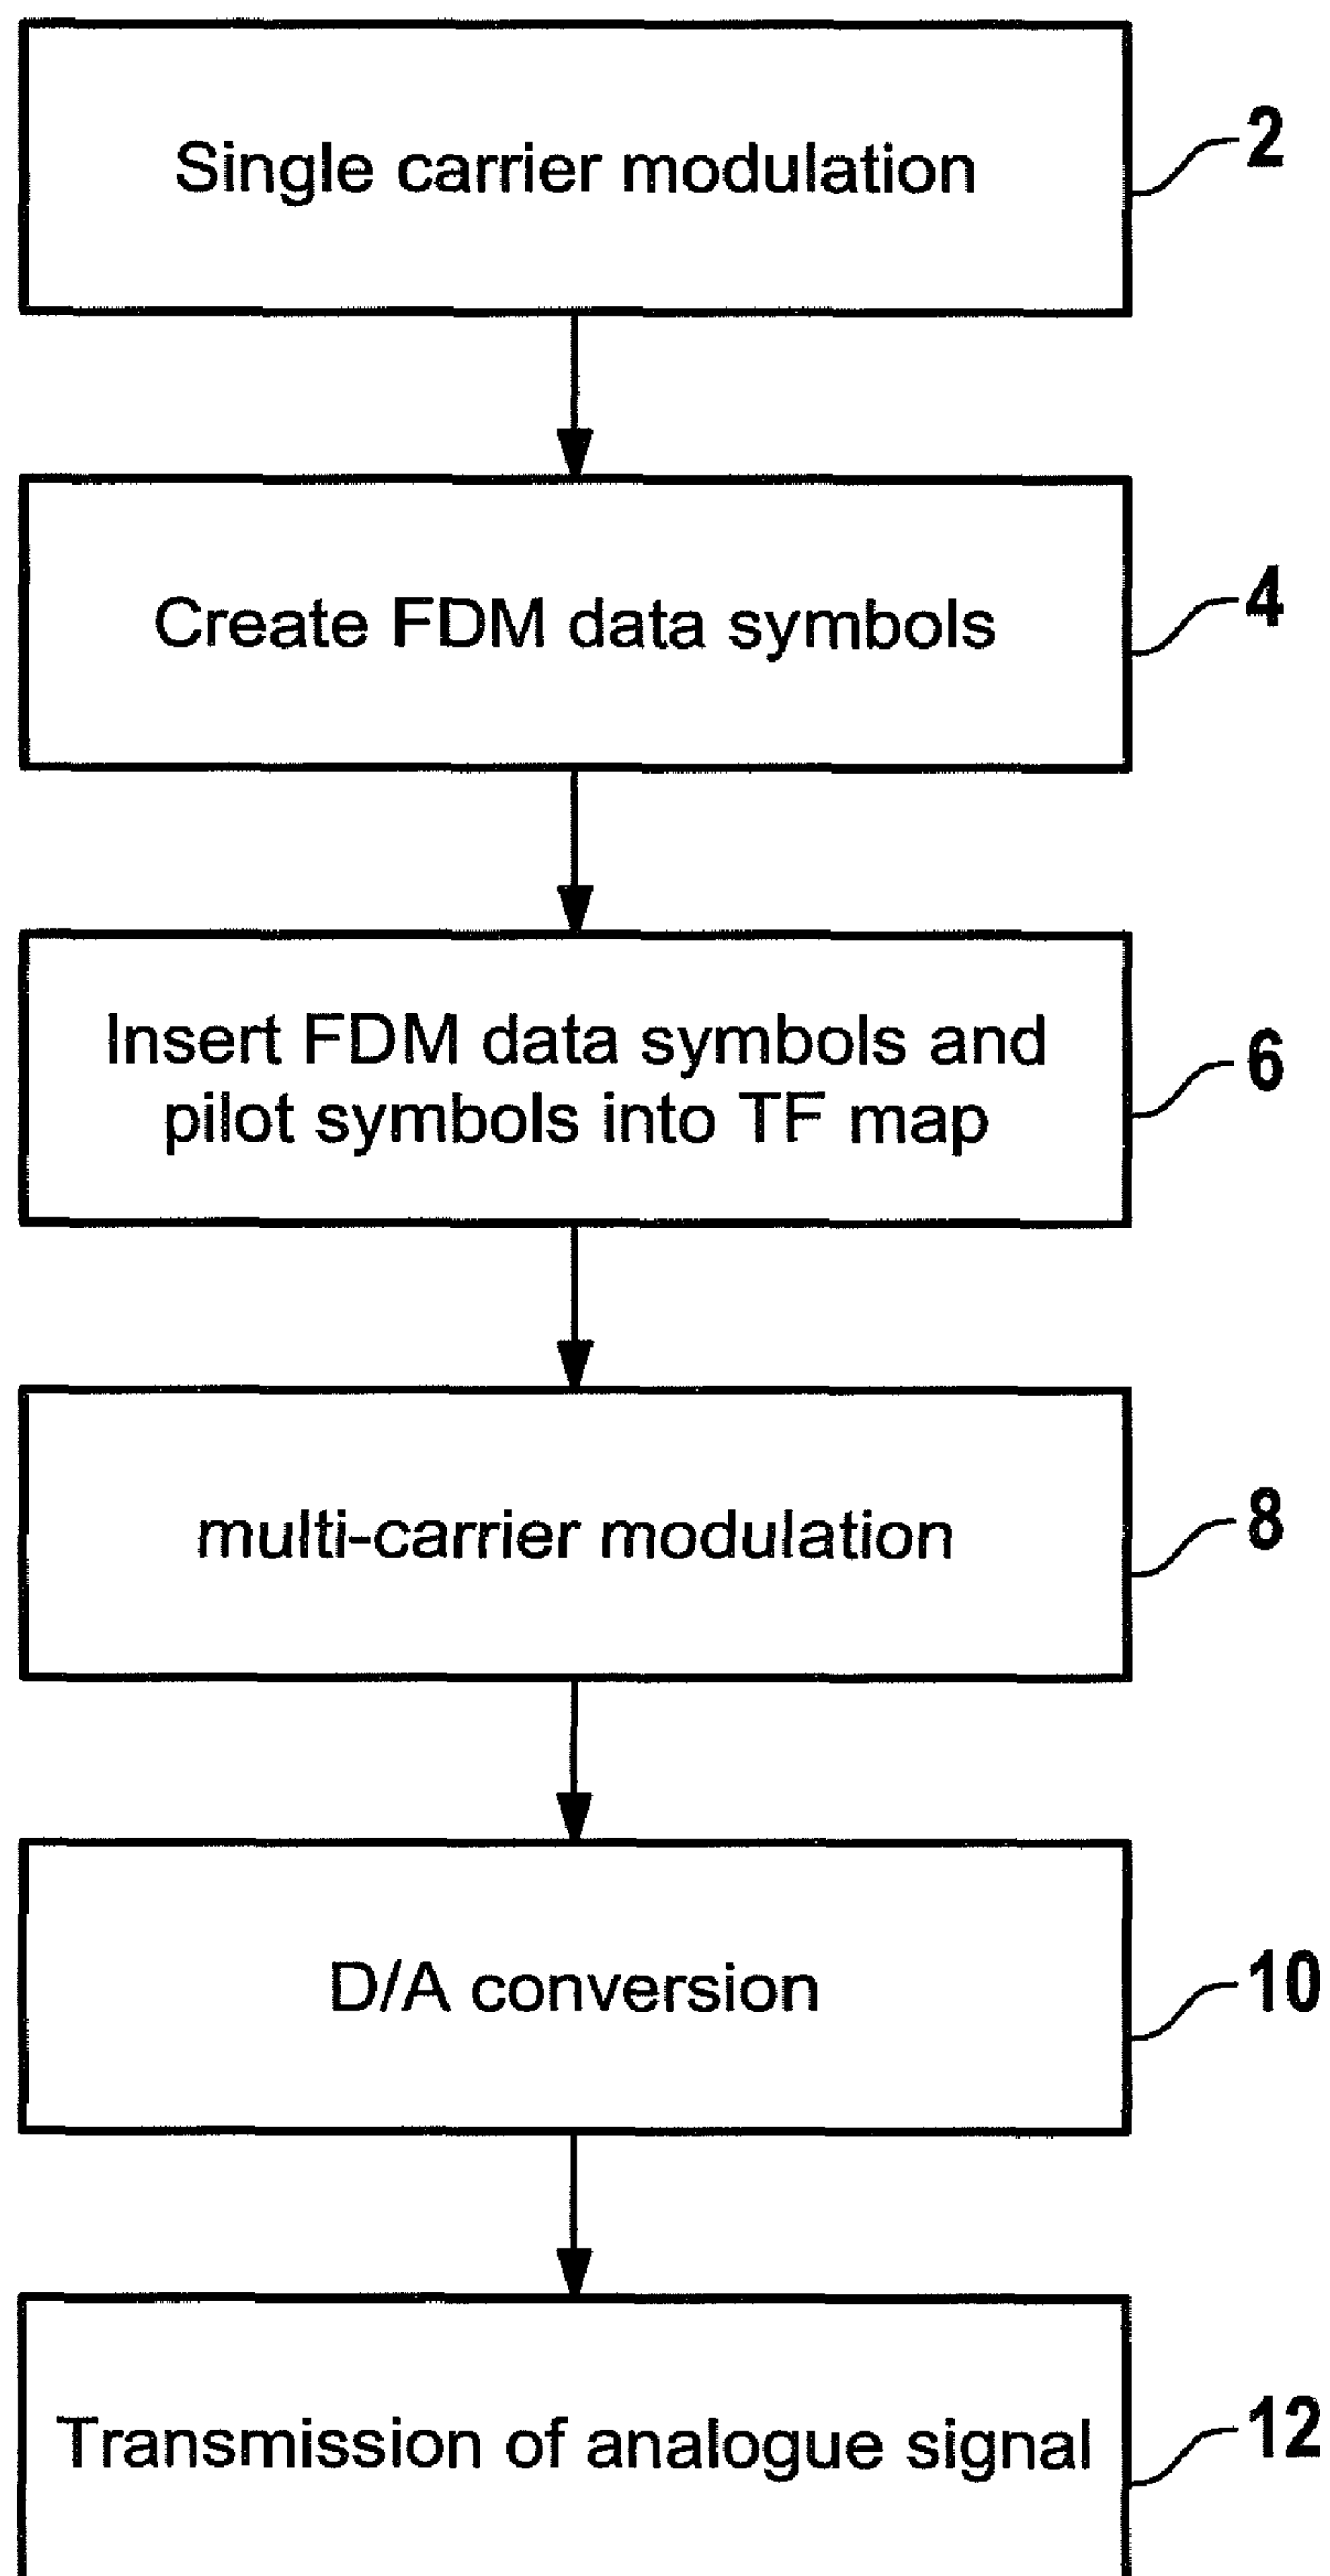 Single carrier modulation
2
Create FDM data symbols
4
Insert FDM data symbols and
pilot symbols into TF map
6
multi-carrier modulation
8
D/A conversion
10
Transmission of analogue signal
12